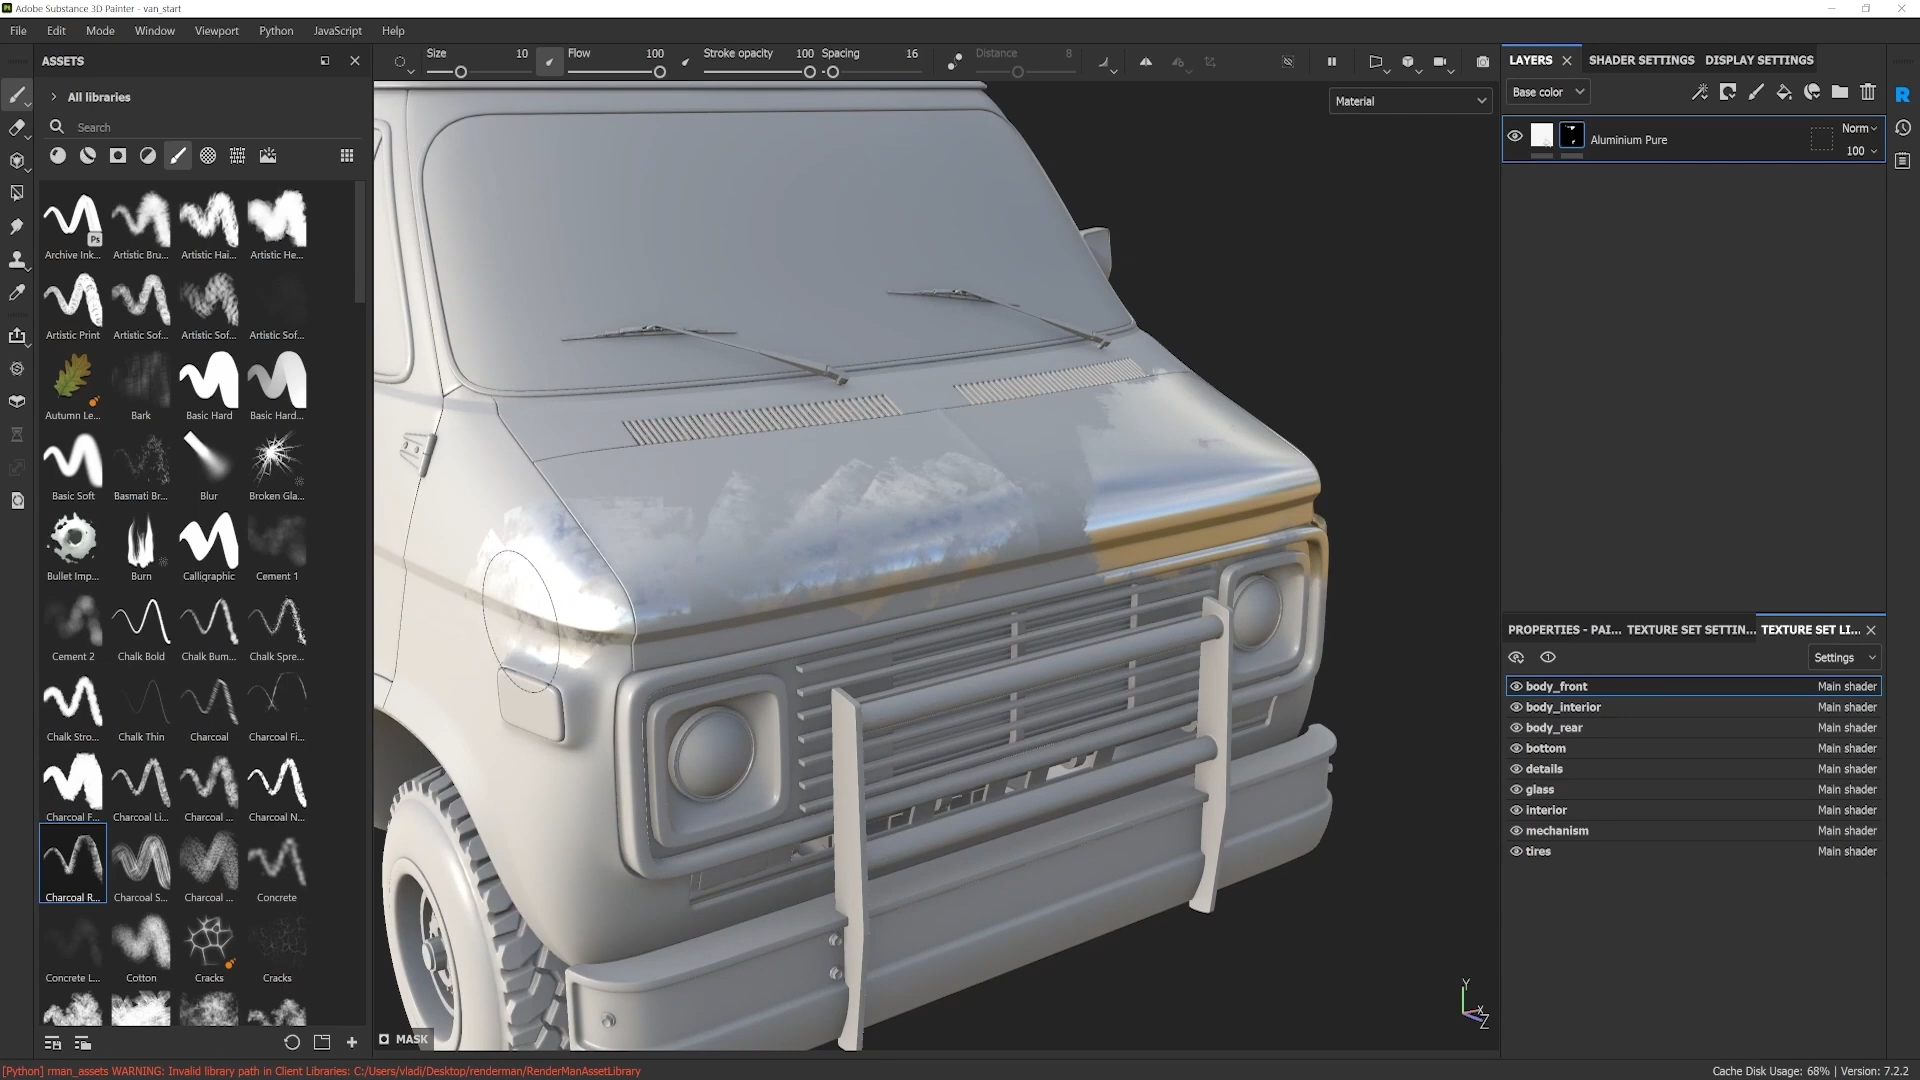 Adobe Substance 3D Painter - van_start
File Edit Mode Window Viewport Python JavaScript Help
ASSETS
All libraries
Search
Archive Ink... Artistic Bru... Artistic Hai... Artistic He...
Ps
Artistic Print Artistic Sof... Artistic Sof... Artistic Sof...
Autumn Le... Bark Basic Hard Basic Hard...
Basic Soft Basmati Br... Blur Broken Gla...
Bullet Imp... Burn Calligraphic Cement 1
Cement 2 Chalk Bold Chalk Bum... Chalk Spre...
Chalk Stro... Chalk Thin Charcoal Charcoal Fi...
Charcoal F... Charcoal Li... Charcoal ... Charcoal N...
Charcoal R... Charcoal S... Charcoal ... Concrete
Concrete L... Cotton Cracks Cracks
Size 10 Flow 100 Stroke opacity 100 Spacing 16 Distance 8
Material
MASK
Y
X
Z
LAYERS SHADER SETTINGS DISPLAY SETTINGS
Base color
Aluminium Pure Norm
100
PROPERTIES - PAI... TEXTURE SET SETTIN... TEXTURE SET LI...
Settings
body_front Main shader
body_interior Main shader
body_rear Main shader
bottom Main shader
details Main shader
glass Main shader
interior Main shader
mechanism Main shader
tires Main shader
[Python] rman_assets WARNING: Invalid library path in Client Libraries: C:/Users/vladi/Desktop/renderman/RenderManAssetLibrary
Cache Disk Usage: 68% | Version: 7.2.2